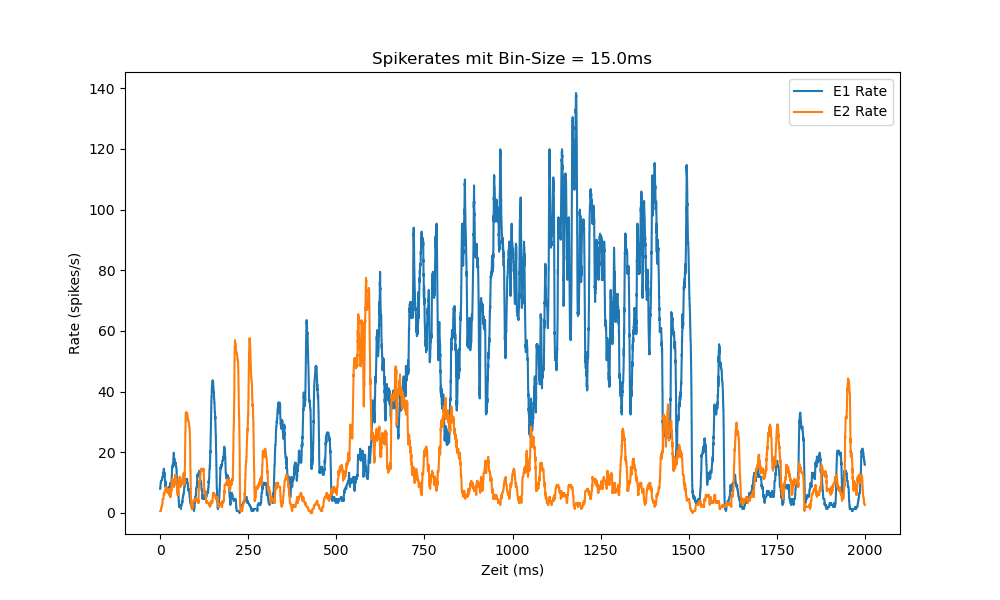 Spikerates mit Bin-Size = 15.0ms
E1 Rate
E2 Rate
140
120
100
80
60
40
20
0
Rate (spikes/s)
0 250 500 750 1000 1250 1500 1750 2000
Zeit (ms)